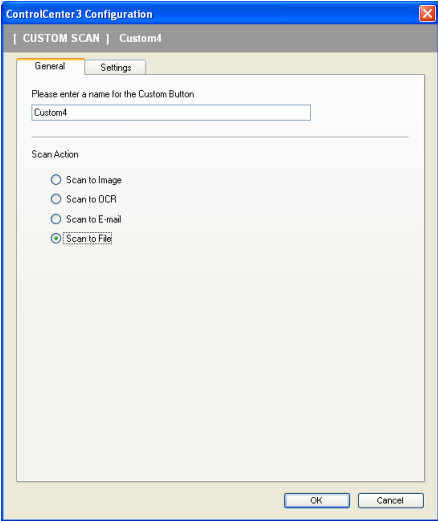 ControlCenter3 Configuration
[ CUSTOM SCAN ] Custom4
General Settings
Please enter a name for the Custom Button
Custom4
Scan Action
Scan to Image
Scan to OCR
Scan to E-mail
Scan to File
OK Cancel